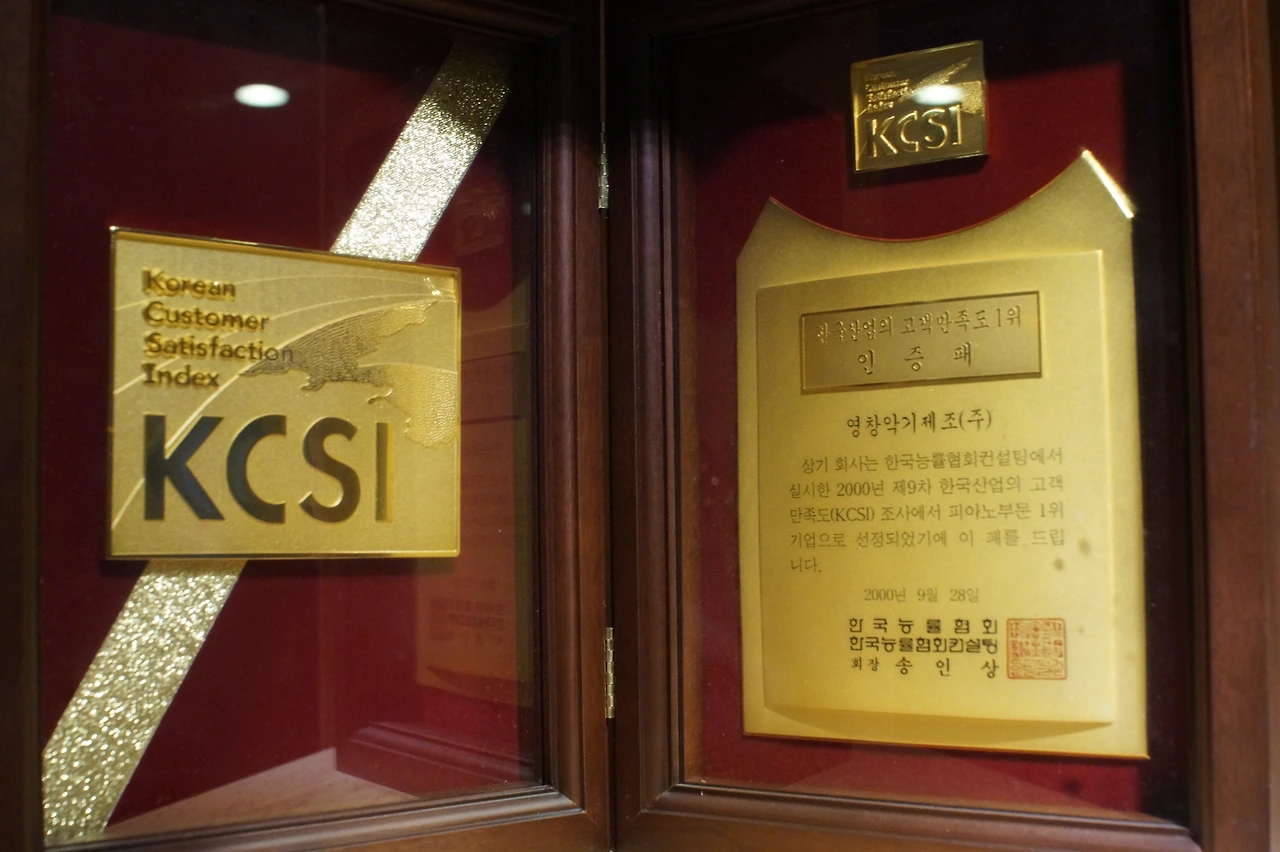 Korean
Customer
Satisfaction
Index
KCSI
Korean
Customer
Satisfaction
Index
KCSI
한국산업의 고객만족도 1위
인 증 패
영창악기제조(주)
상기 회사는 한국능률협회컨설팅에서
실시한 2000년 제9차 한국산업의 고객
만족도(KCSI) 조사에서 피아노부문 1위
기업으로 선정되었기에 이 패를 드립
니다.
2000년 9월 28일
한국능률협회
한국능률협회컨설팅
회장 송 인 상